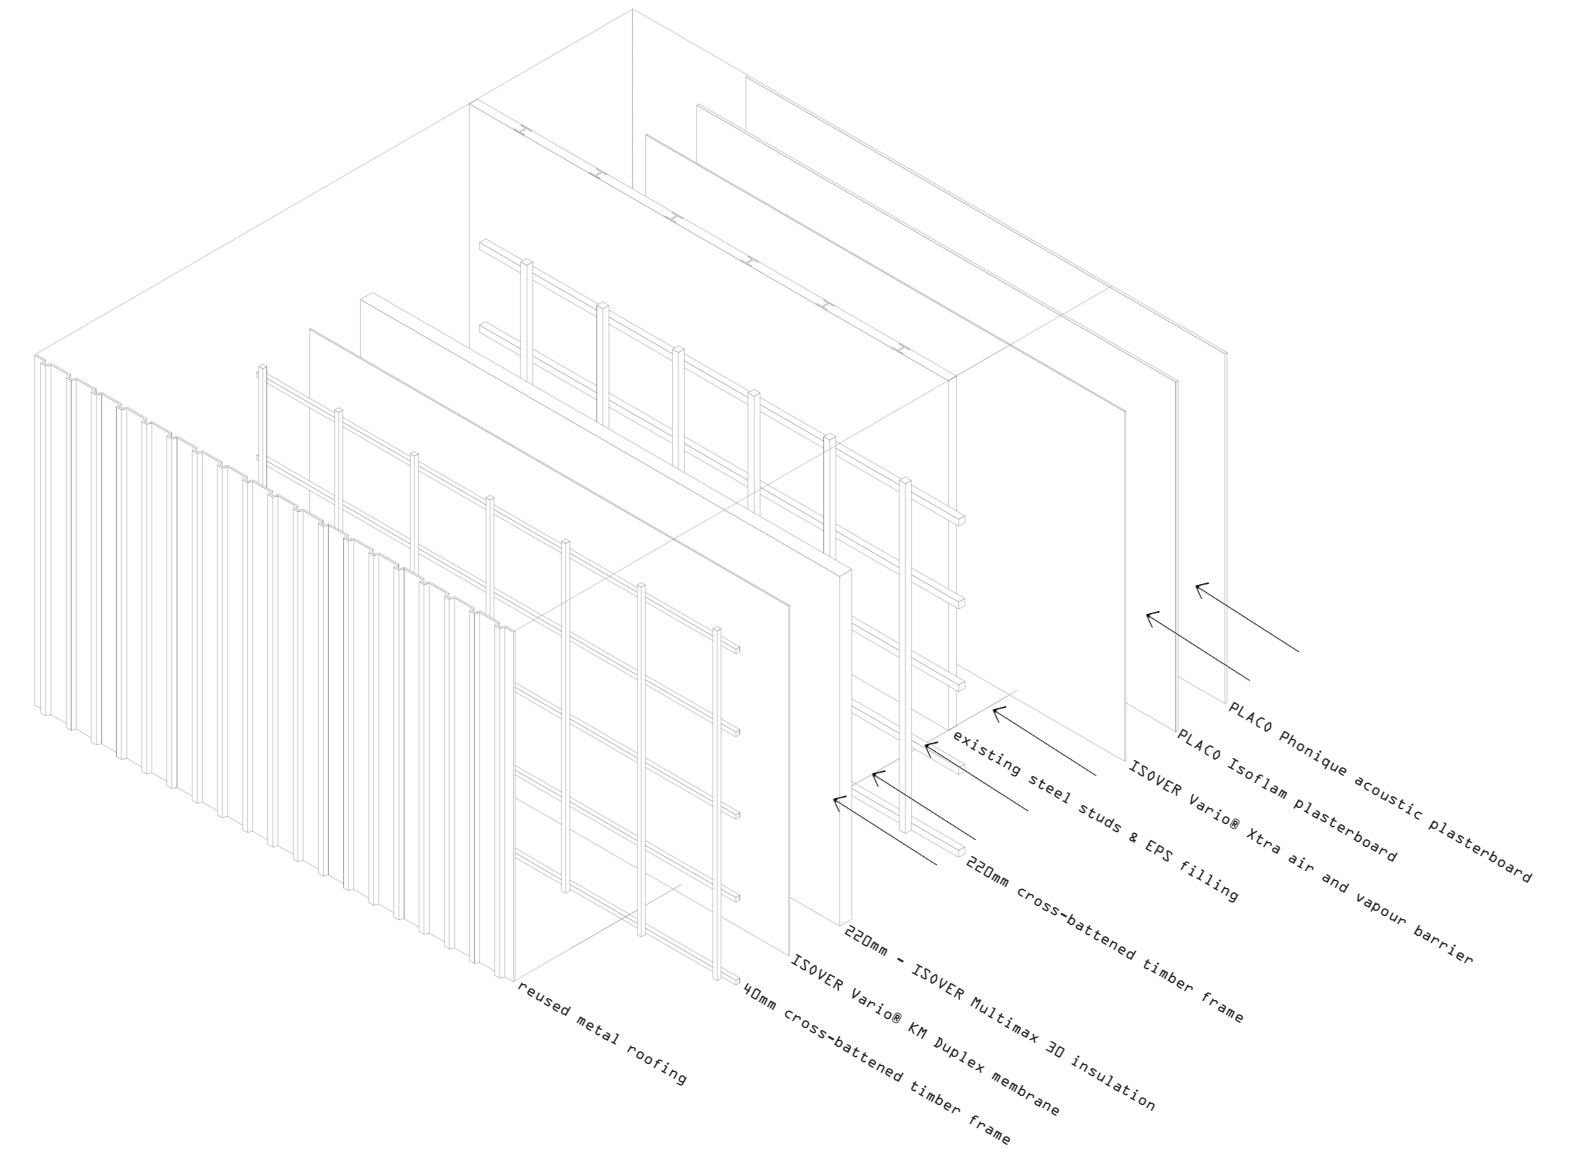 PLACO Phonique acoustic plasterboard
PLACO Isoflam plasterboard
ISOVER Vario® Xtra air and vapour barrier
existing steel studs & EPS filling
220mm cross-battened timber frame
220mm - ISOVER Multimax 30 insulation
ISOVER Vario® KM Duplex membrane
40mm cross-battened timber frame
reused metal roofing